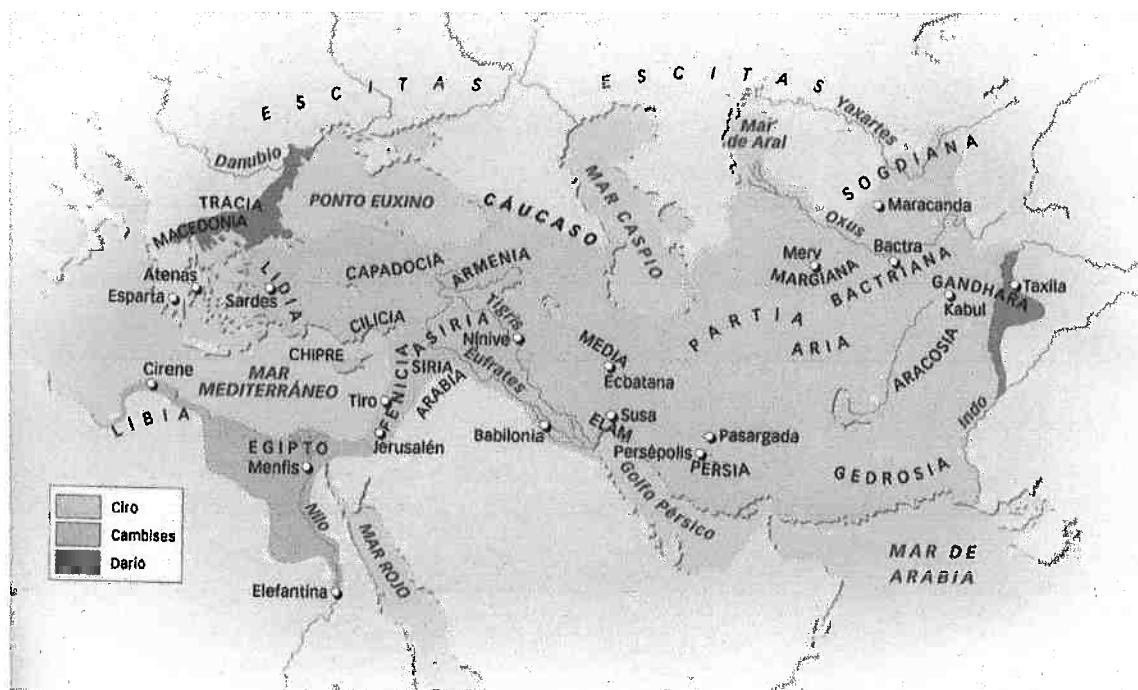 ESCITAS
ESCITAS
Yaxartes
Mar
de Aral
Danubio
SOGDIANA
TRACIA
PONTO EUXINO
CÁUCASO
MAR CASPIO
OXUS
Maracanda
MACEDONIA
Merv
Bactra
MARGIANA
BACTRIANA
Atenas
LIDIA
CAPADOCIA
ARMENIA
GANDHARA
Taxila
Esparta
Sardes
Kabul
CILICIA
ASIRIA
Tigris
Nínive
PARTIA
ARIA
MEDIA
Ecbatana
CHIPRE
SIRIA
Éufrates
ARACOSIA
Cirene
MAR
MEDITERRÁNEO
FENICIA
ARABIA
Tiro
LIBIA
Susa
ELAM
Indo
EGIPTO
Jerusalén
Babilonia
Pasargada
Menfis
Persépolis
PERSIA
GEDROSIA
Golfo Pérsico
Nilo
MAR ROJO
Ciro
Cambises
Darío
MAR DE
ARABIA
Elefantina